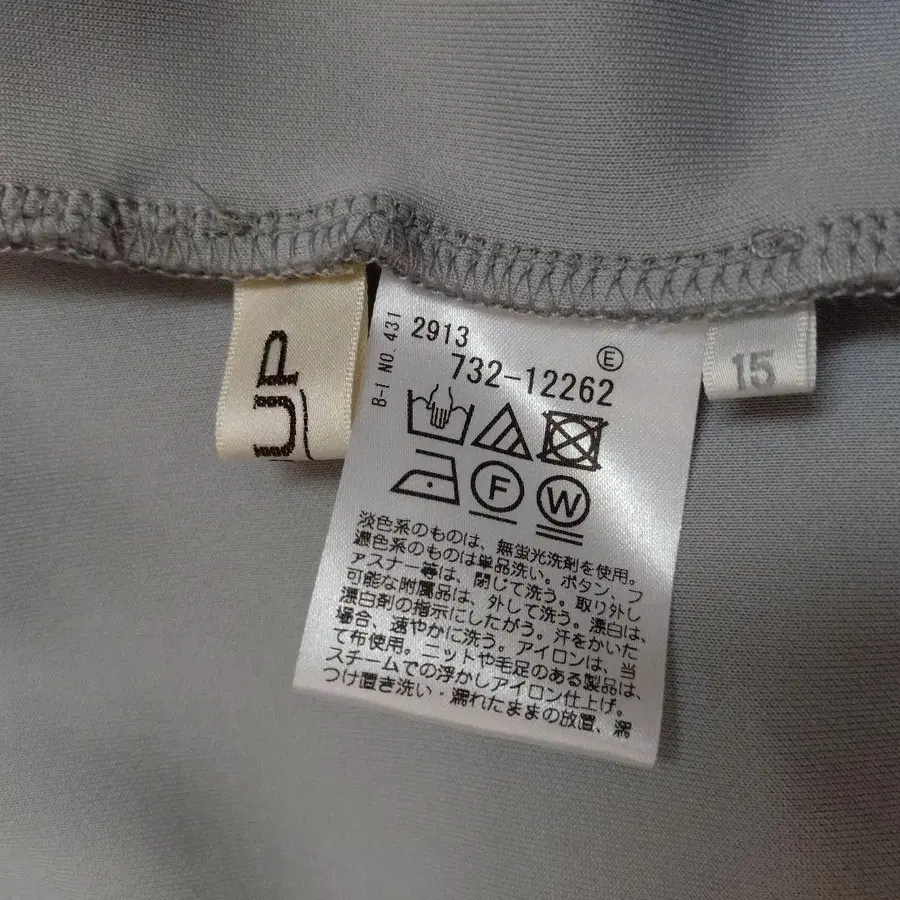 UP
B-I NO.431
2913
E
732-12262
F
W
淡色系のものは、無蛍光洗剤を使用。
濃色系のものは単品洗い。ボタン、フ
ァスナー等は、閉じて洗う。取り外し
可能な附属品は、外して洗う。漂白は、
漂白剤の指示にしたがう。汗をかいた
場合、速やかに洗う。アイロンは、当
て布使用。ニットや毛足のある製品は、
スチームでの浮かしアイロン仕上げ。
つけ置き洗い・濡れたままの放置、濡
15